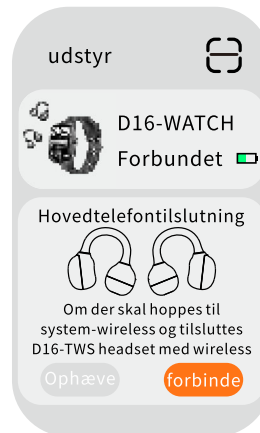 udstyr
D16-WATCH
Forbundet
Hovedtelefontilslutning
Om der skal hoppes til
system-wireless og tilsluttes
D16-TWS headset med wireless
Ophæve
forbinde